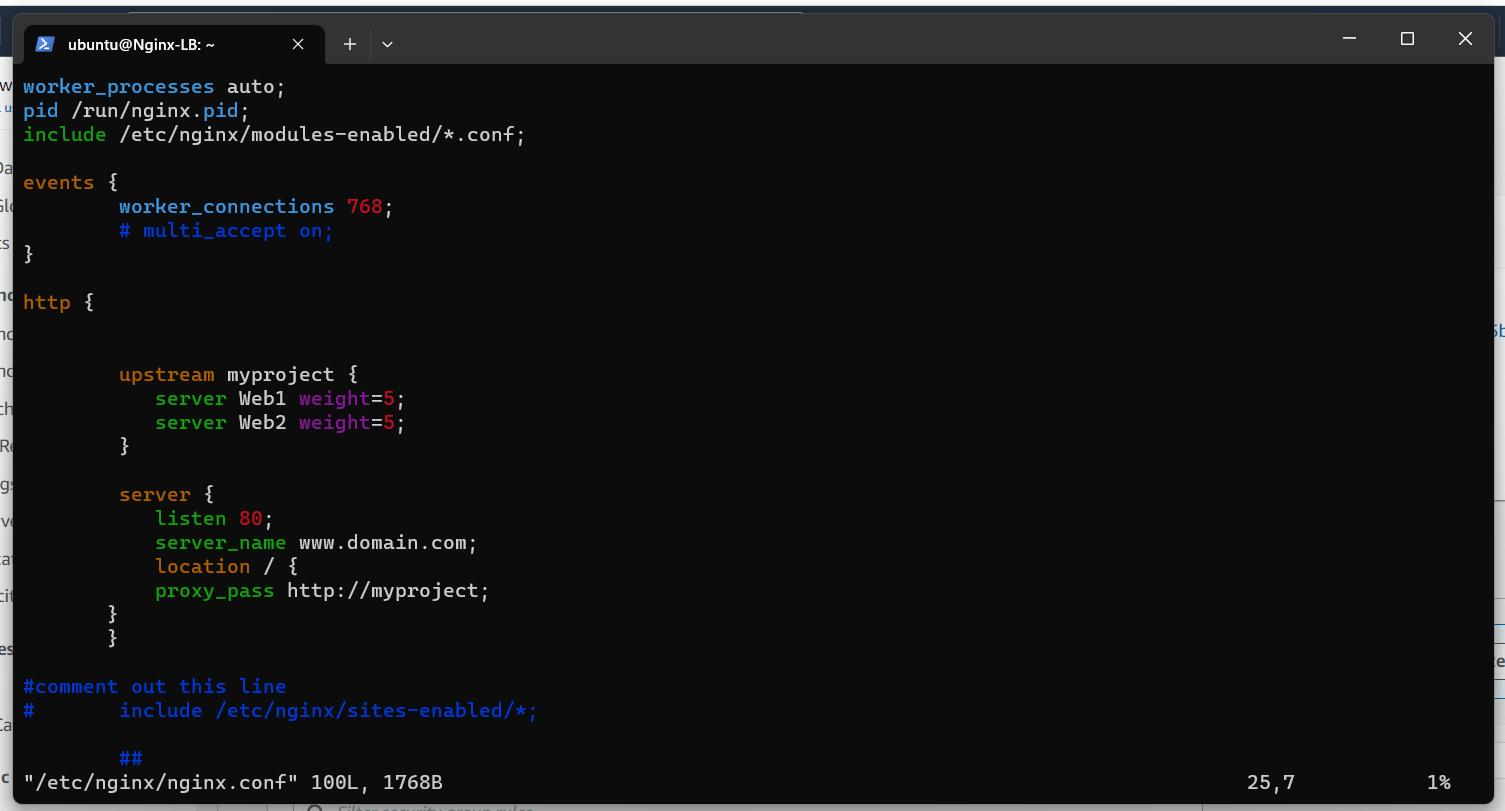 ubuntu@Nginx-LB: ~
worker_processes auto;
pid /run/nginx.pid;
include /etc/nginx/modules-enabled/*.conf;
events {
worker_connections 768;
# multi_accept on;
}
http {
upstream myproject {
server Web1 weight=5;
server Web2 weight=5;
}
server {
listen 80;
server_name www.domain.com;
location / {
proxy_pass http://myproject;
}
}
#comment out this line
# include /etc/nginx/sites-enabled/*;
##
"/etc/nginx/nginx.conf" 100L, 1768B 25,7 1%